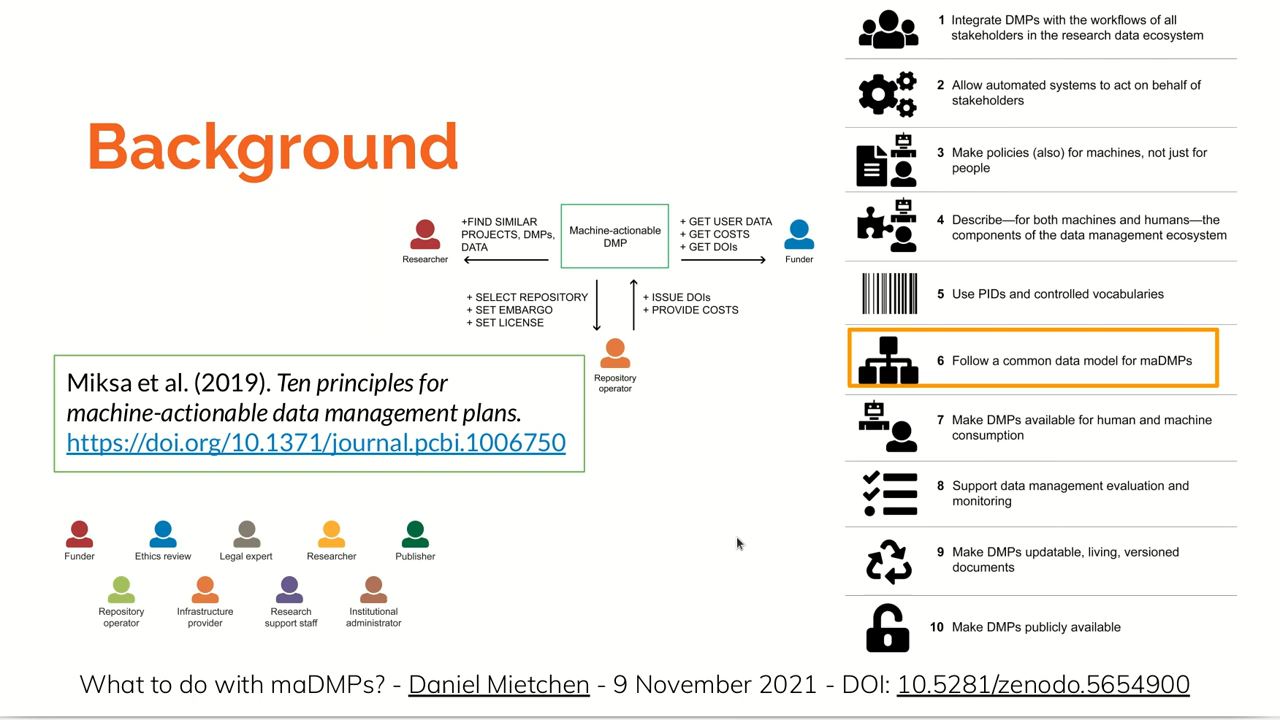 Background
Researcher
+FIND SIMILAR
PROJECTS, DMPs,
DATA
Machine-actionable
DMP
+ GET USER DATA
+ GET COSTS
+ GET DOIs
Funder
+ SELECT REPOSITORY
+ SET EMBARGO
+ SET LICENSE
+ ISSUE DOIs
+ PROVIDE COSTS
Repository
operator
Miksa et al. (2019). Ten principles for
machine-actionable data management plans.
https://doi.org/10.1371/journal.pcbi.1006750
Funder
Ethics review
Legal expert
Researcher
Publisher
Repository
operator
Infrastructure
provider
Research
support staff
Institutional
administrator
1 Integrate DMPs with the workflows of all
stakeholders in the research data ecosystem
2 Allow automated systems to act on behalf of
stakeholders
3 Make policies (also) for machines, not just for
people
4 Describe—for both machines and humans—the
components of the data management ecosystem
5 Use PIDs and controlled vocabularies
6 Follow a common data model for maDMPs
7 Make DMPs available for human and machine
consumption
8 Support data management evaluation and
monitoring
9 Make DMPs updatable, living, versioned
documents
10 Make DMPs publicly available
What to do with maDMPs? - Daniel Mietchen - 9 November 2021 - DOI: 10.5281/zenodo.5654900